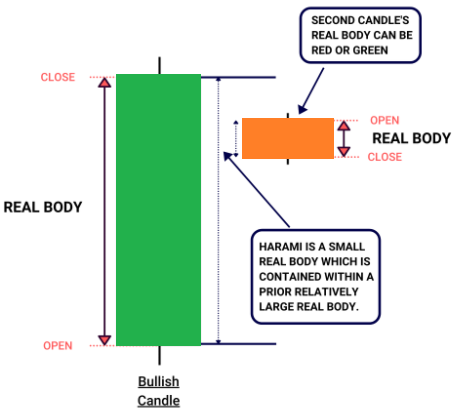 SECOND CANDLE'S
REAL BODY CAN BE
RED OR GREEN
CLOSE
OPEN
REAL BODY
CLOSE
REAL BODY
HARAMI IS A SMALL
REAL BODY WHICH IS
CONTAINED WITHIN A
PRIOR RELATIVELY
LARGE REAL BODY.
OPEN
Bullish
Candle